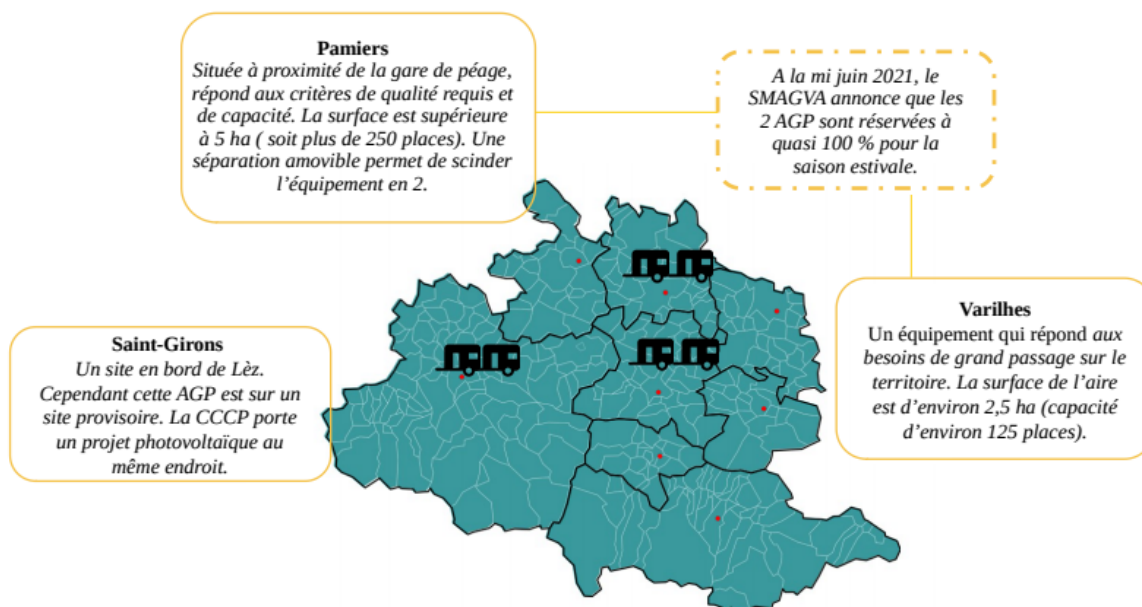 Pamiers
Située à proximité de la gare de péage,
répond aux critères de qualité requis et
de capacité. La surface est supérieure
à 5 ha ( soit plus de 250 places). Une
séparation amovible permet de scinder
l'équipement en 2.
A la mi juin 2021, le
SMAGVA annonce que les
2 AGP sont réservées à
quasi 100 % pour la
saison estivale.
Saint-Girons
Un site en bord de Lèz.
Cependant cette AGP est sur un
site provisoire. La CCCP porte
un projet photovoltaïque au
même endroit.
Varilhes
Un équipement qui répond aux
besoins de grand passage sur le
territoire. La surface de l'aire
est d'environ 2,5 ha (capacité
d'environ 125 places).